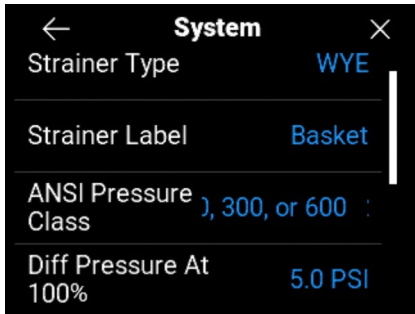 System
Strainer Type WYE
Strainer Label Basket
ANSI Pressure
Class
), 300, or 600 :
Diff Pressure At
100% 5.0 PSI